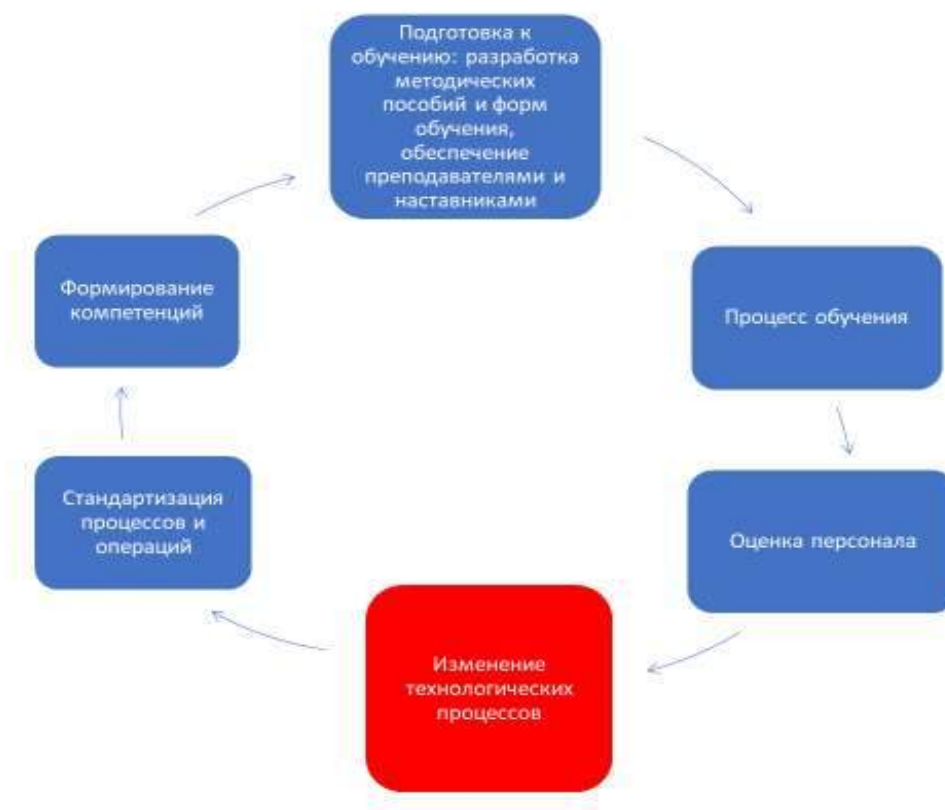 Подготовка к
обучению: разработка
методических
пособий и форм
обучения,
обеспечение
преподавателями и
наставниками
Формирование
компетенций
Процесс обучения
Стандартизация
процессов и
операций
Оценка персонала
Изменение
технологических
процессов